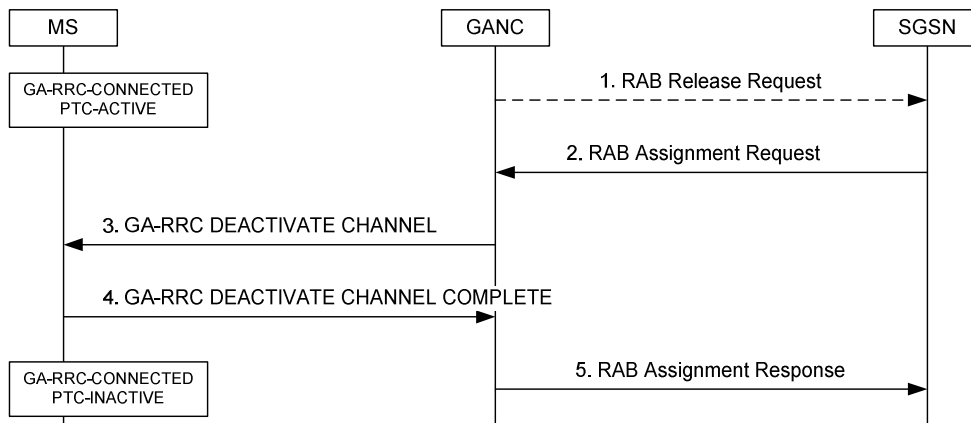 MS
GANC
SGSN
GA-RRC-CONNECTED
PTC-ACTIVE
1. RAB Release Request
2. RAB Assignment Request
3. GA-RRC DEACTIVATE CHANNEL
4. GA-RRC DEACTIVATE CHANNEL COMPLETE
GA-RRC-CONNECTED
PTC-INACTIVE
5. RAB Assignment Response